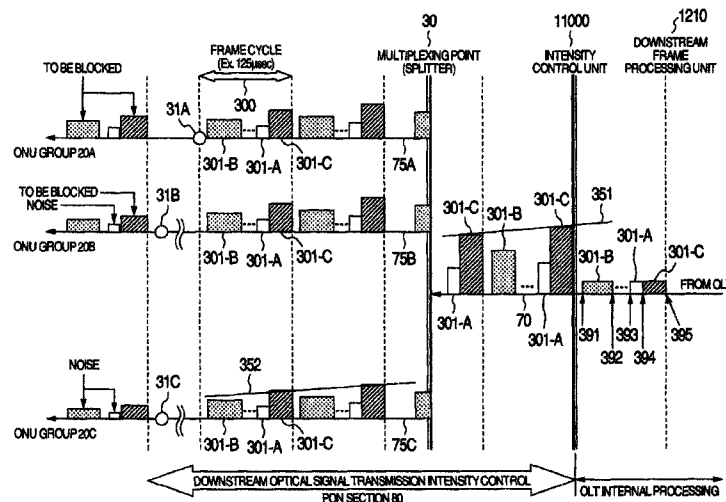 30
11000
1210
FRAME CYCLE
(Ex. 125μsec)
MULTIPLEXING POINT
(SPLITTER)
INTENSITY
CONTROL UNIT
DOWNSTREAM
FRAME
PROCESSING UNIT
TO BE BLOCKED
31A
300
ONU GROUP 20A
301-B
301-A
301-C
75A
TO BE BLOCKED
NOISE
31B
301-C
301-B
301-C
351
ONU GROUP 20B
301-B
301-A
301-C
75B
301-B
301-A
301-C
FROM OLT
301-A
70
301-A
391
392
393
394
395
NOISE
31C
352
ONU GROUP 20C
301-B
301-A
301-C
75C
DOWNSTREAM OPTICAL SIGNAL TRANSMISSION INTENSITY CONTROL
OLT INTERNAL PROCESSING
PON SECTION 80